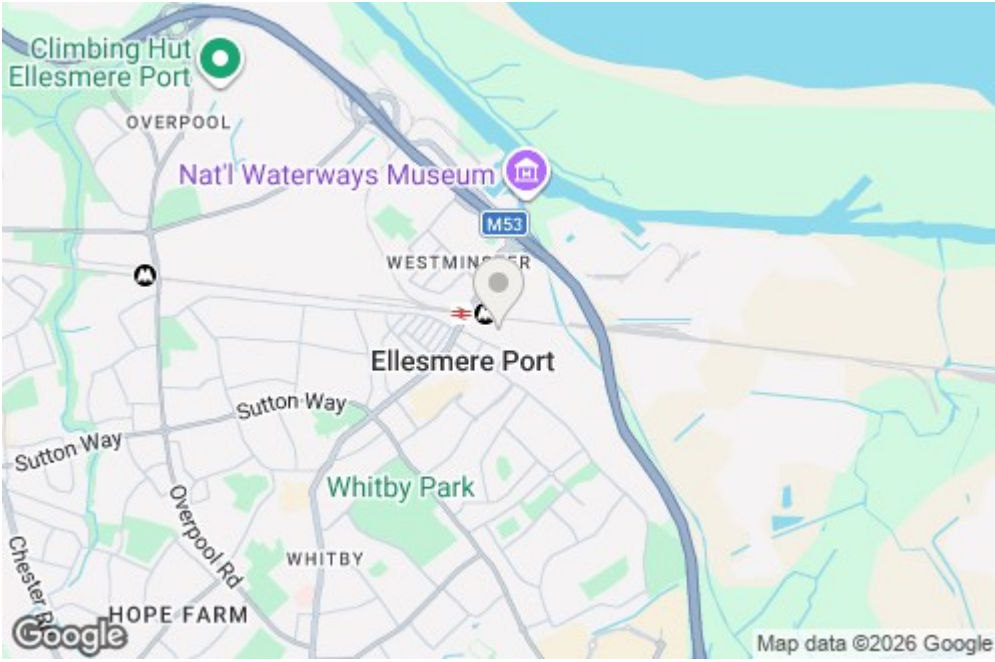 Climbing Hut
Ellesmere Port
OVERPOOL
Nat'l Waterways Museum
M53
WESTMINSTER
Ellesmere Port
Sutton Way
Sutton Way
Whitby Park
Overpool Rd
WHITBY
Chester R
HOPE FARM
Google
Map data ©2026 Google